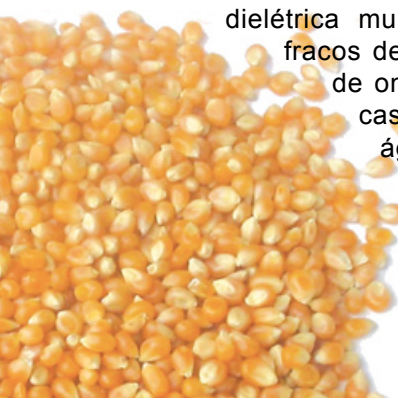 dielétrica mu
fracos de
de on
cas
ág